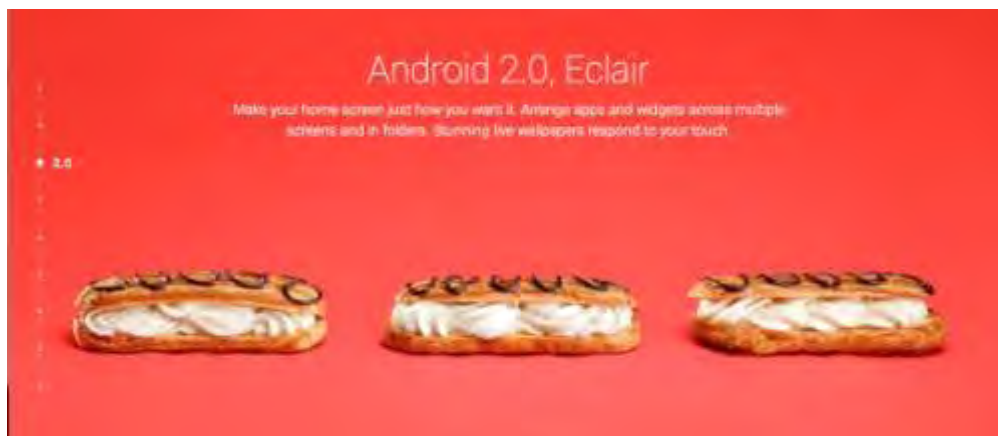 Android 2.0, Eclair
Make your home screen just how you want it. Arrange apps and widgets across multiple
screens and in folders. Stunning live wallpapers respond to your touch.
2.0